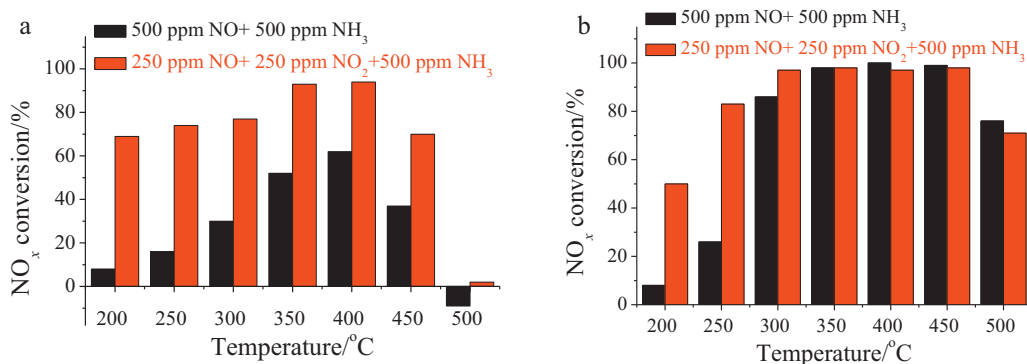 a
500 ppm NO+ 500 ppm NH3
250 ppm NO+ 250 ppm NO2+500 ppm NH3
NOx conversion/%
100
80
60
40
20
0
200 250 300 350 400 450 500
Temperature/°C
b
500 ppm NO+ 500 ppm NH3
250 ppm NO+ 250 ppm NO2+500 ppm NH3
NOx conversion/%
100
80
60
40
20
0
200 250 300 350 400 450 500
Temperature/°C